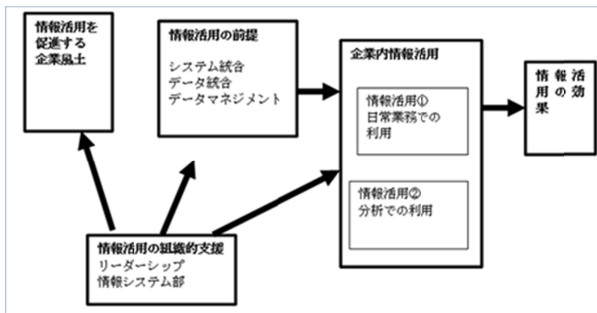 情報活用を
促進する
企業風土
情報活用の前提
システム統合
データ統合
データマネジメント
企業内情報活用
情報活用①
日常業務での
利用
情報活用②
分析での利用
情報活
用の効
果
情報活用の組織的支援
リーダーシップ
情報システム部